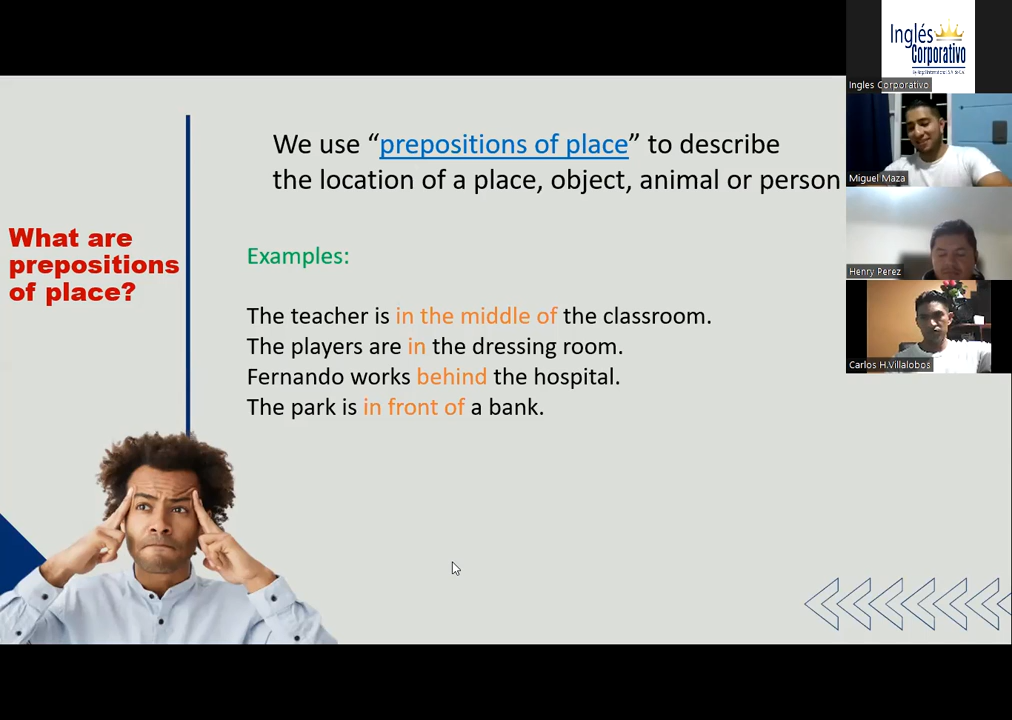 We use “prepositions of place” to describe
the location of a place, object, animal or person
What are
prepositions
of place?
Examples:
The teacher is in the middle of the classroom.
The players are in the dressing room.
Fernando works behind the hospital.
The park is in front of a bank.
Inglés
Corporativo
Ingles Corporativo
Miguel Maza
Henry Perez
Carlos H.Villalobos